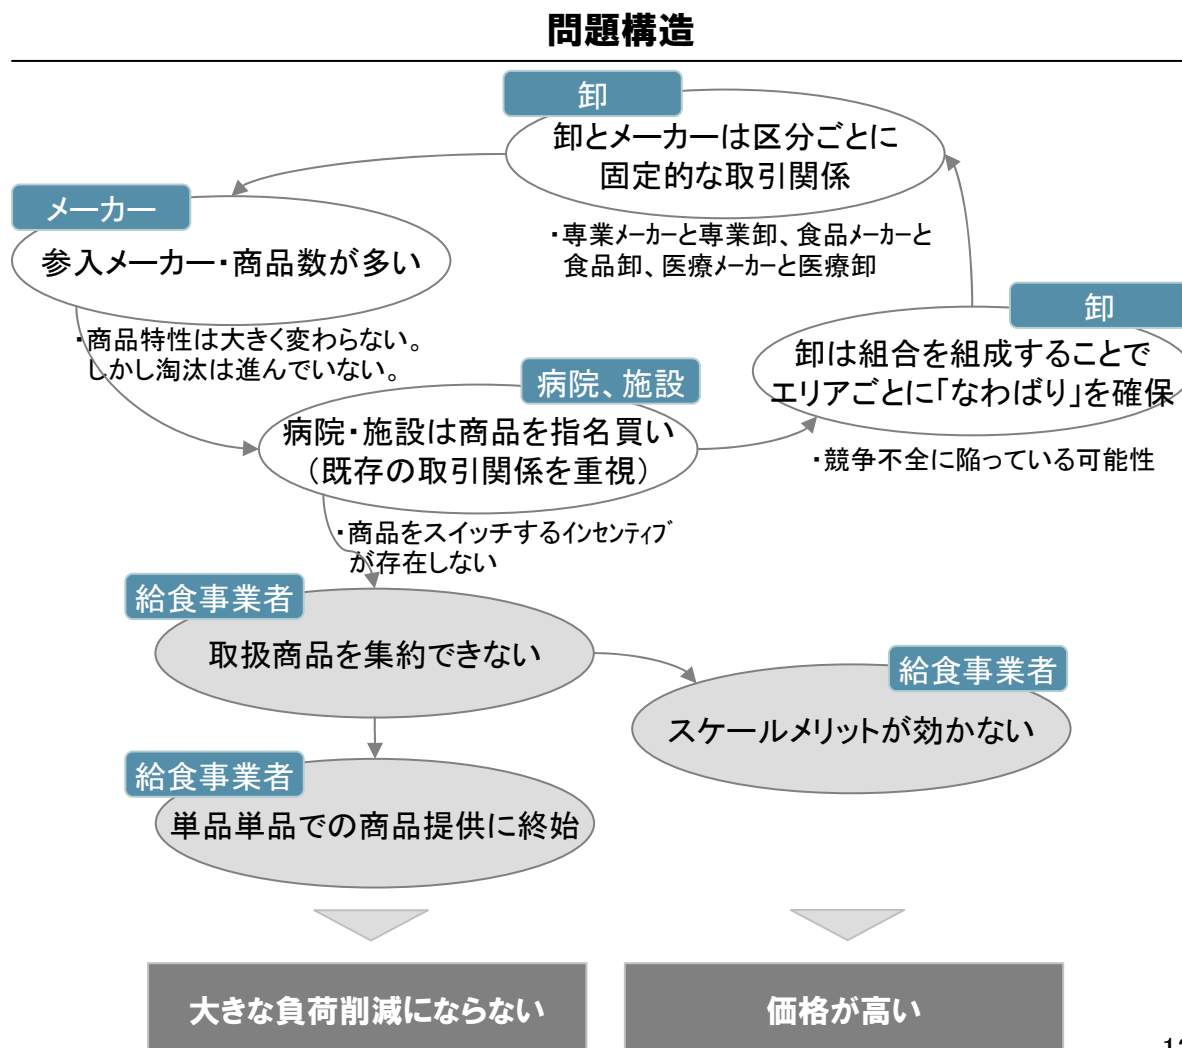 問題構造
卸
卸とメーカーは区分ごとに
固定的な取引関係
・専業メーカーと専業卸、食品メーカーと
食品卸、医療メーカーと医療卸
メーカー
参入メーカー・商品数が多い
・商品特性は大きく変わらない。
しかし淘汰は進んでいない。
卸
卸は組合を組成することで
エリアごとに「なわばり」を確保
・競争不全に陥っている可能性
病院、施設
病院・施設は商品を指名買い
（既存の取引関係を重視）
・商品をスイッチするインセンティブ
が存在しない
給食事業者
取扱商品を集約できない
給食事業者
スケールメリットが効かない
給食事業者
単品単品での商品提供に終始
大きな負荷削減にならない
価格が高い